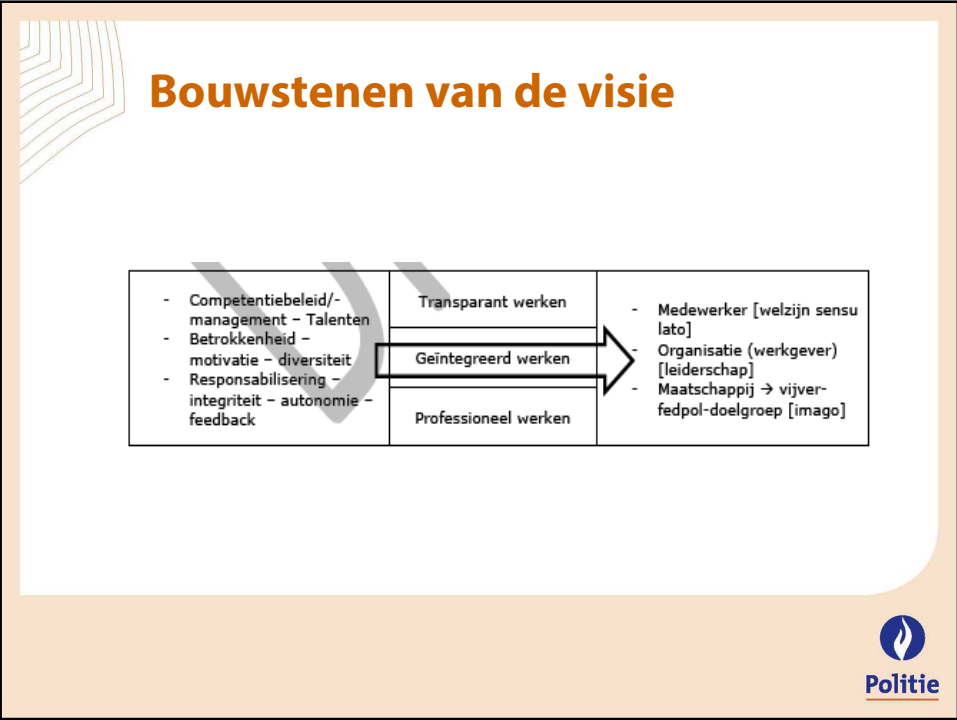 Bouwstenen van de visie
- Competentiebeleid/-
management – Talenten
- Betrokkenheid –
motivatie – diversiteit
- Responsabilisering –
integriteit – autonomie –
feedback
Transparant werken
Geïntegreerd werken
Professioneel werken
- Medewerker [welzijn sensu
lato]
- Organisatie (werkgever)
[leiderschap]
- Maatschappij → vijver-
fedpol-doelgroep [imago]
Politie